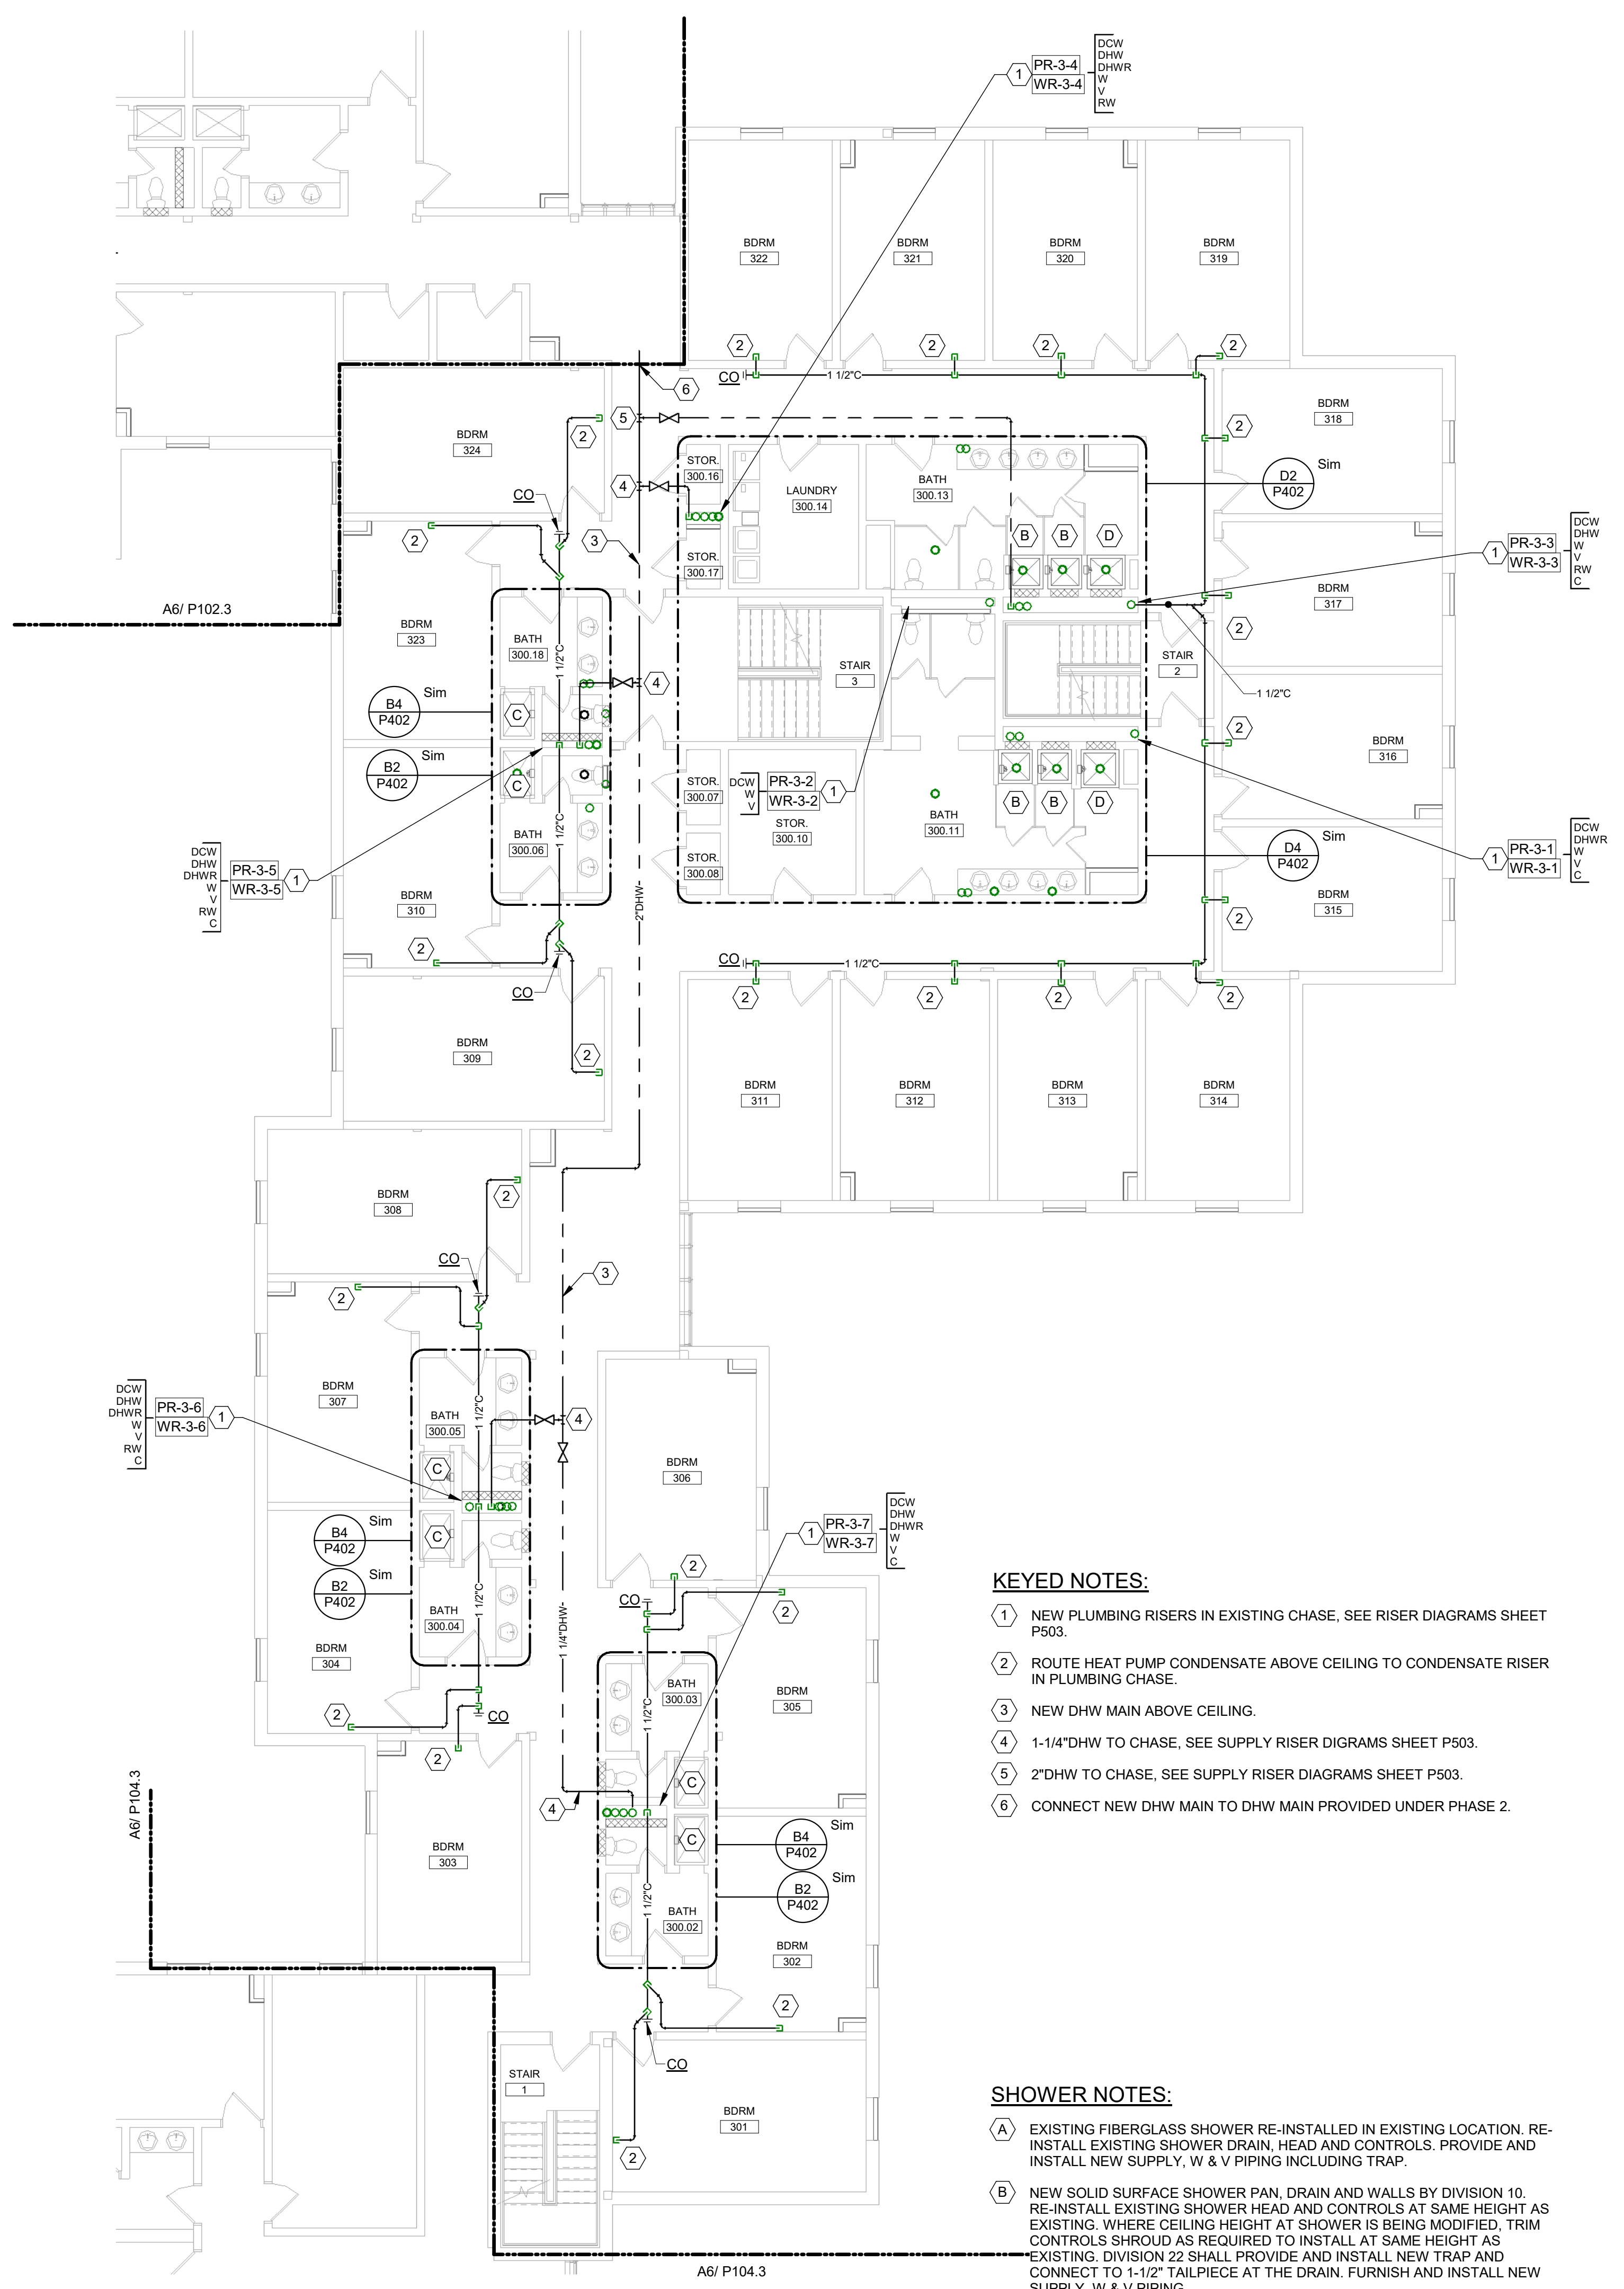 DCW
DHW
DHWR
W
V
RW
1
PR-3-4
WR-3-4
BDRM
322
BDRM
321
BDRM
320
BDRM
319
2
2
2
2
CO
1 1/2"C
6
5
2
BDRM
324
CO
4
STOR.
300.16
LAUNDRY
300.14
BATH
300.13
2
BDRM
318
D2
P402
Sim
2
3
STOR.
300.17
B
B
D
1
PR-3-3
WR-3-3
DCW
DHW
W
V
RW
C
BDRM
317
A6/ P102.3
BDRM
323
BATH
300.18
1 1/2"C
2
STAIR
3
STAIR
2
1 1/2"C
4
B4
P402
Sim
C
2
BDRM
316
B2
P402
Sim
C
STOR.
300.07
DCW
W
V
PR-3-2
WR-3-2
1
B
B
D
STOR.
300.10
BATH
300.11
BATH
300.06
1 1/2"C
D4
P402
Sim
1
PR-3-1
WR-3-1
DCW
DHWR
W
V
C
DCW
DHW
DHWR
W
V
RW
C
PR-3-5
WR-3-5
1
STOR.
300.08
BDRM
310
2"DHW
BDRM
315
2
2
CO
1 1/2"C
CO
2
2
2
2
BDRM
309
2
BDRM
311
BDRM
312
BDRM
313
BDRM
314
BDRM
308
2
CO
3
2
BDRM
307
DCW
DHW
DHWR
W
V
RW
C
PR-3-6
WR-3-6
1
BATH
300.05
1 1/2"C
4
C
BDRM
306
B4
P402
Sim
C
1
PR-3-7
WR-3-7
DCW
DHW
DHWR
W
V
C
B2
P402
Sim
BATH
300.04
1 1/2"C
1 1/4"DHW
2
CO
2
BDRM
304
2
CO
2
BATH
300.03
1 1/2"C
BDRM
305
A6/ P104.3
4
C
C
B4
P402
Sim
BDRM
303
B2
P402
Sim
1 1/2"C
BATH
300.02
BDRM
302
2
CO
STAIR
1
BDRM
301
2
A6/ P104.3
KEYED NOTES:
1 NEW PLUMBING RISERS IN EXISTING CHASE, SEE RISER DIAGRAMS SHEET
P503.
2 ROUTE HEAT PUMP CONDENSATE ABOVE CEILING TO CONDENSATE RISER
IN PLUMBING CHASE.
3 NEW DHW MAIN ABOVE CEILING.
4 1-1/4"DHW TO CHASE, SEE SUPPLY RISER DIGRAMS SHEET P503.
5 2"DHW TO CHASE, SEE SUPPLY RISER DIAGRAMS SHEET P503.
6 CONNECT NEW DHW MAIN TO DHW MAIN PROVIDED UNDER PHASE 2.
SHOWER NOTES:
A EXISTING FIBERGLASS SHOWER RE-INSTALLED IN EXISTING LOCATION. RE-
INSTALL EXISTING SHOWER DRAIN, HEAD AND CONTROLS. PROVIDE AND
INSTALL NEW SUPPLY, W & V PIPING INCLUDING TRAP.
B NEW SOLID SURFACE SHOWER PAN, DRAIN AND WALLS BY DIVISION 10.
RE-INSTALL EXISTING SHOWER HEAD AND CONTROLS AT SAME HEIGHT AS
EXISTING. WHERE CEILING HEIGHT AT SHOWER IS BEING MODIFIED, TRIM
CONTROLS SHROUD AS REQUIRED TO INSTALL AT SAME HEIGHT AS
EXISTING. DIVISION 22 SHALL PROVIDE AND INSTALL NEW TRAP AND
CONNECT TO 1-1/2" TAILPIECE AT THE DRAIN. FURNISH AND INSTALL NEW
SUPPLY, W & V PIPING.